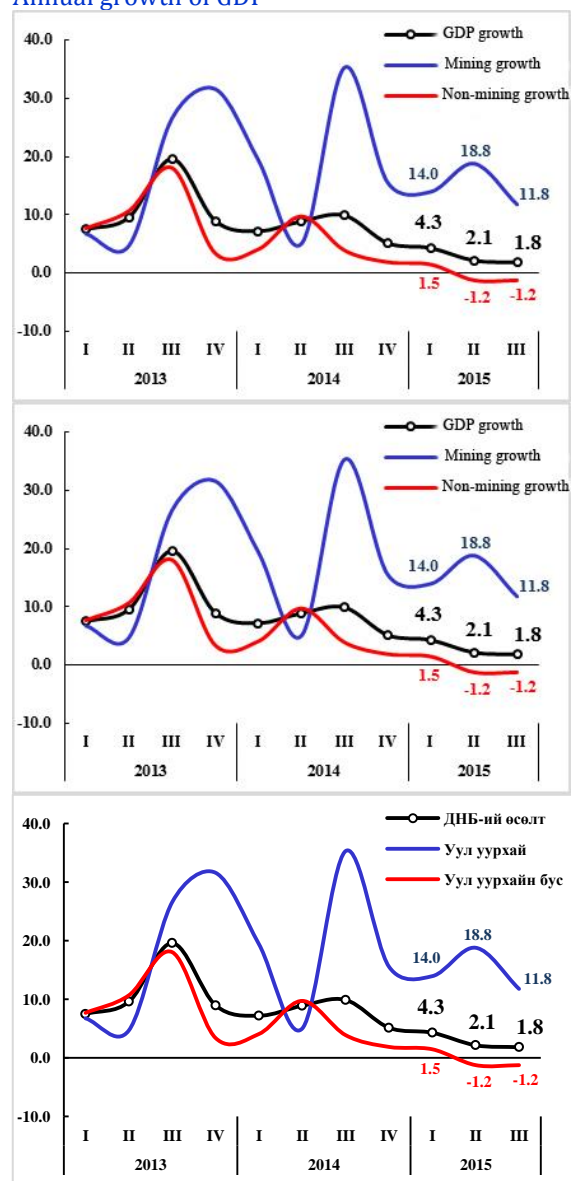 Annual growth of GDP
40.0
30.0
20.0
10.0
0.0
-10.0
GDP growth
Mining growth
Non-mining growth
14.0
18.8
11.8
4.3
2.1
1.8
1.5
-1.2
-1.2
I II III IV I II III IV I II III
2013 2014 2015
40.0
30.0
20.0
10.0
0.0
-10.0
GDP growth
Mining growth
Non-mining growth
14.0
18.8
11.8
4.3
2.1
1.8
1.5
-1.2
-1.2
I II III IV I II III IV I II III
2013 2014 2015
40.0
30.0
20.0
10.0
0.0
-10.0
ДНБ-ий өсөлт
Уул уурхай
Уул уурхайн бус
14.0
18.8
11.8
4.3
2.1
1.8
1.5
-1.2
-1.2
I II III IV I II III IV I II III
2013 2014 2015